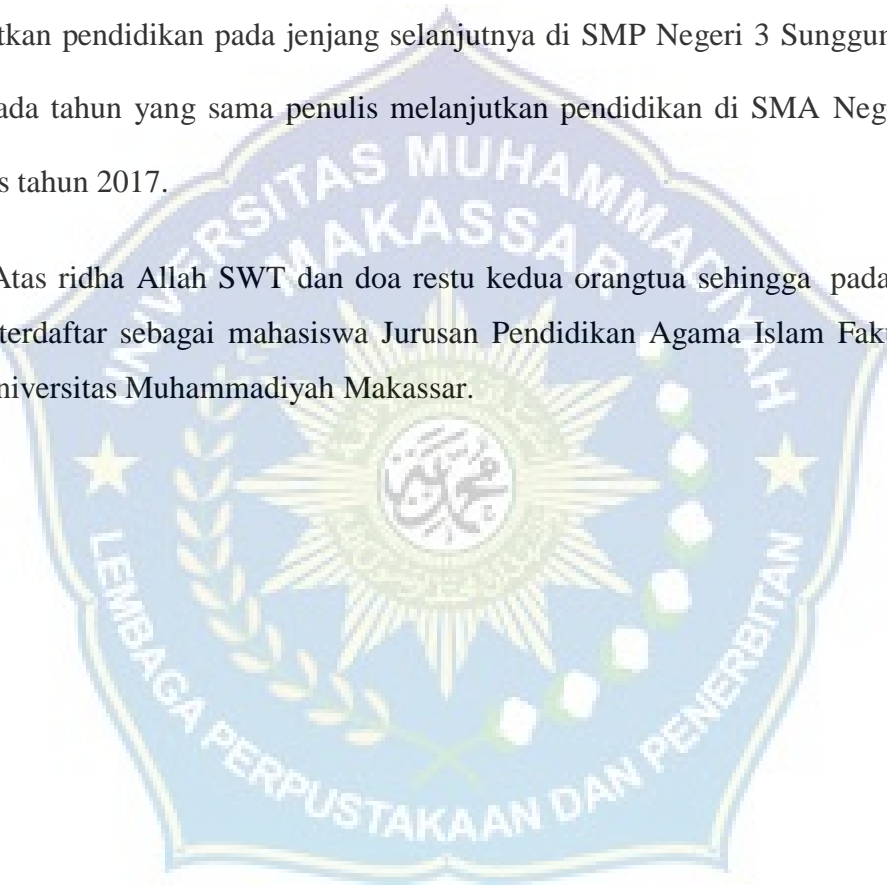 tkan pendidikan pada jenjang selanjutnya di SMP Negeri 3 Sunggun
ada tahun yang sama penulis melanjutkan pendidikan di SMA Neg
s tahun 2017.
Atas ridha Allah SWT dan doa restu kedua orangtua sehingga pada
terdaftar sebagai mahasiswa Jurusan Pendidikan Agama Islam Fak
niversitas Muhammadiyah Makassar.
UNIVERSITAS MUHAMMADIYAH
MAKASSAR
محمد
LEMBAGA PERPUSTAKAAN DAN PENERBITAN